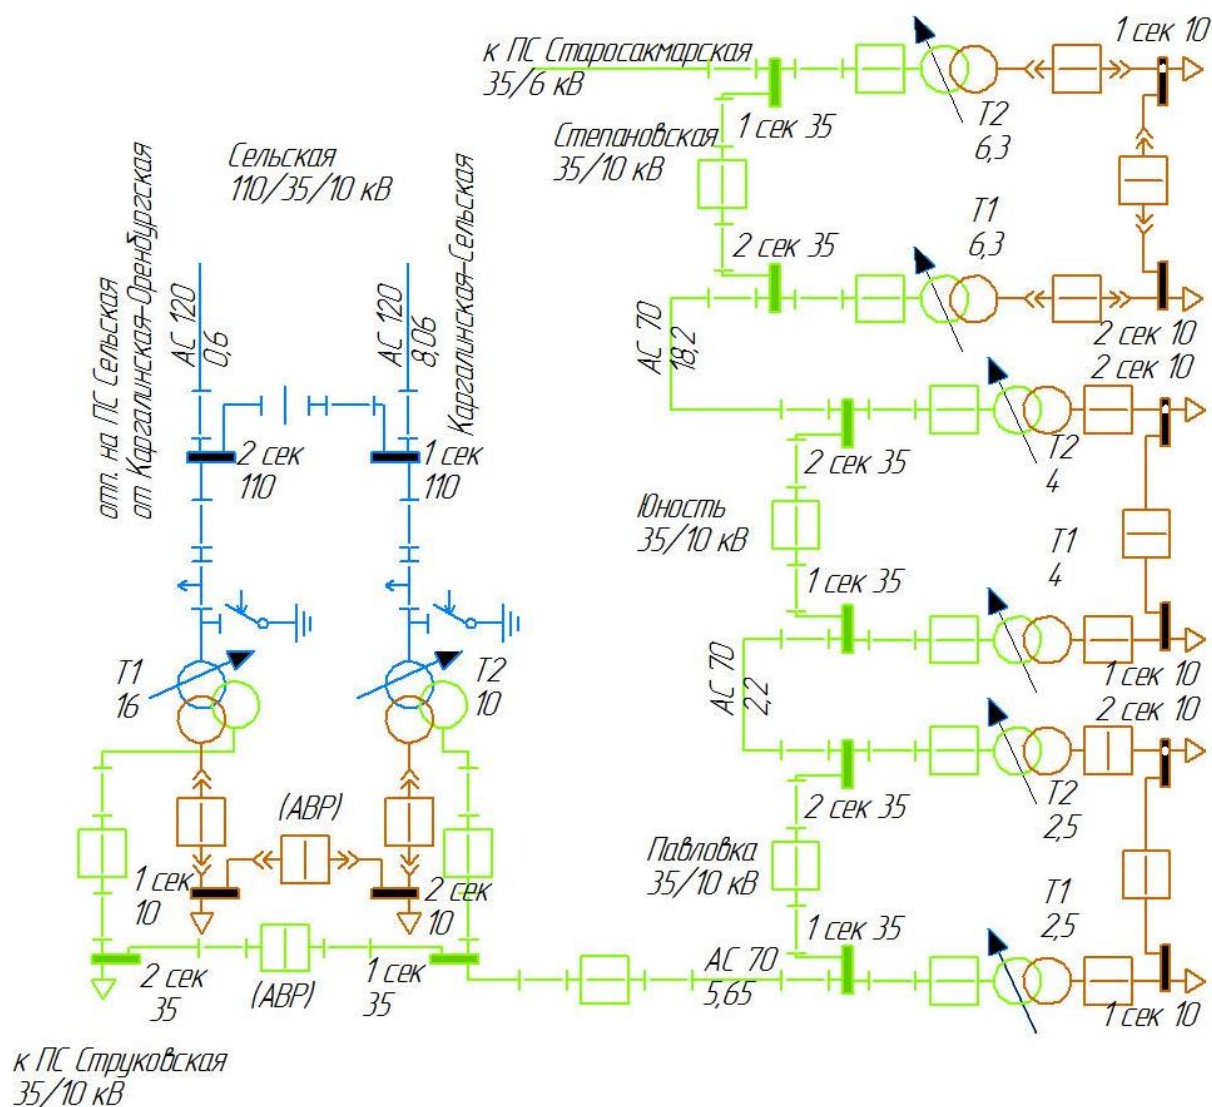 к ПС Старосакмарская
35/6 кВ
1 сек 10
Т2
6,3
1 сек 35
Степановская
35/10 кВ
Сельская
110/35/10 кВ
отп. на ПС Сельская
от Каргалинская-Оренбургская
АС 120
0,6
АС 120
8,06
Каргалинская-Сельская
2 сек 35
Т1
6,3
2 сек 10
АС 70
18,2
2 сек 10
2 сек
110
1 сек
110
2 сек 35
Т2
4
Юность
35/10 кВ
1 сек 35
Т1
4
1 сек 10
АС 70
2,2
Т1
16
Т2
10
2 сек 10
2 сек 35
Т2
2,5
(АВР)
Павловка
35/10 кВ
1 сек
10
2 сек
10
1 сек 35
Т1
2,5
2 сек
35
(АВР)
1 сек
35
АС 70
5,65
1 сек 10
к ПС Струковская
35/10 кВ